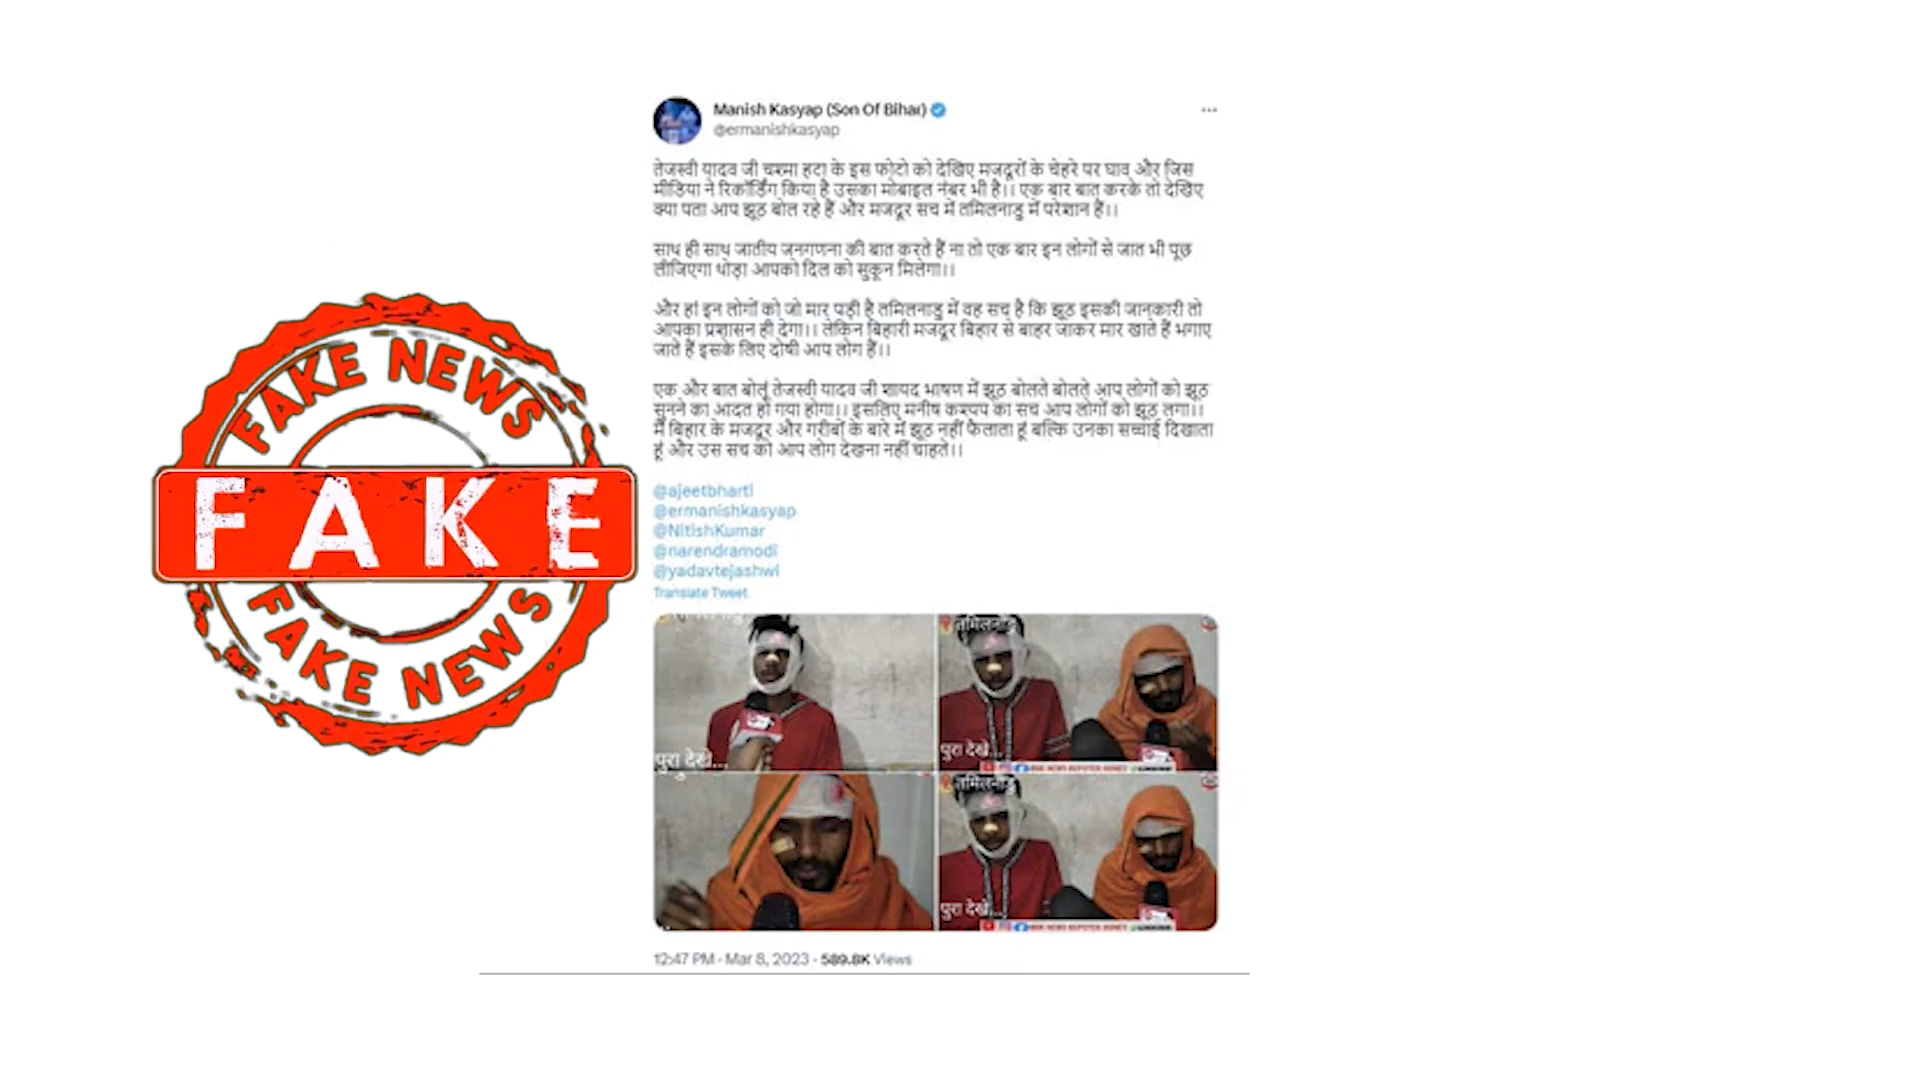 FAKE NEWS
FAKE
FAKE NEWS
Manish Kasyap (Son Of Bihar)
@ermanishkasyap
तेजस्वी यादव जी चश्मा हटा के इस फोटो को देखिए मजदूरों के चेहरे पर घाव और जिस
मीडिया ने रिकॉर्डिंग किया है उसका मोबाइल नंबर भी है।। एक बार बात करके तो देखिए
क्या पता आप झूठ बोल रहे हैं और मजदूर सच में तमिलनाडु में परेशान हैं।।
साथ ही साथ जातीय जनगणना की बात करते हैं ना तो एक बार इन लोगों से जात भी पूछ
लीजिएगा थोड़ा आपको दिल को सुकून मिलेगा।।
और हां इन लोगों को जो मार पड़ी है तमिलनाडु में वह सच है कि झूठ इसकी जानकारी तो
आपका प्रशासन ही देगा।। लेकिन बिहारी मजदूर बिहार से बाहर जाकर मार खाते हैं भगाए
जाते हैं इसके लिए दोषी आप लोग हैं।।
एक और बात बोलूं तेजस्वी यादव जी शायद भाषण में झूठ बोलते बोलते आप लोगों को झूठ
सुनने का आदत हो गया होगा।। इसलिए मनीष कश्यप का सच आप लोगों को झूठ लगा।।
मैं बिहार के मजदूर और गरीबों के बारे में झूठ नहीं फैलाता हूं बल्कि उनका सच्चाई दिखाता
हूं और उस सच को आप लोग देखना नहीं चाहते।।
@ajeetbharti
@ermanishkasyap
@NitishKumar
@narendramodi
@yadavtejashwi
Translate Tweet
तमिलनाडु
पुरा देखे...
पुरा देखे...
तमिलनाडु
पुरा देखे...
12:47 PM · Mar 8, 2023 · 589.8K Views